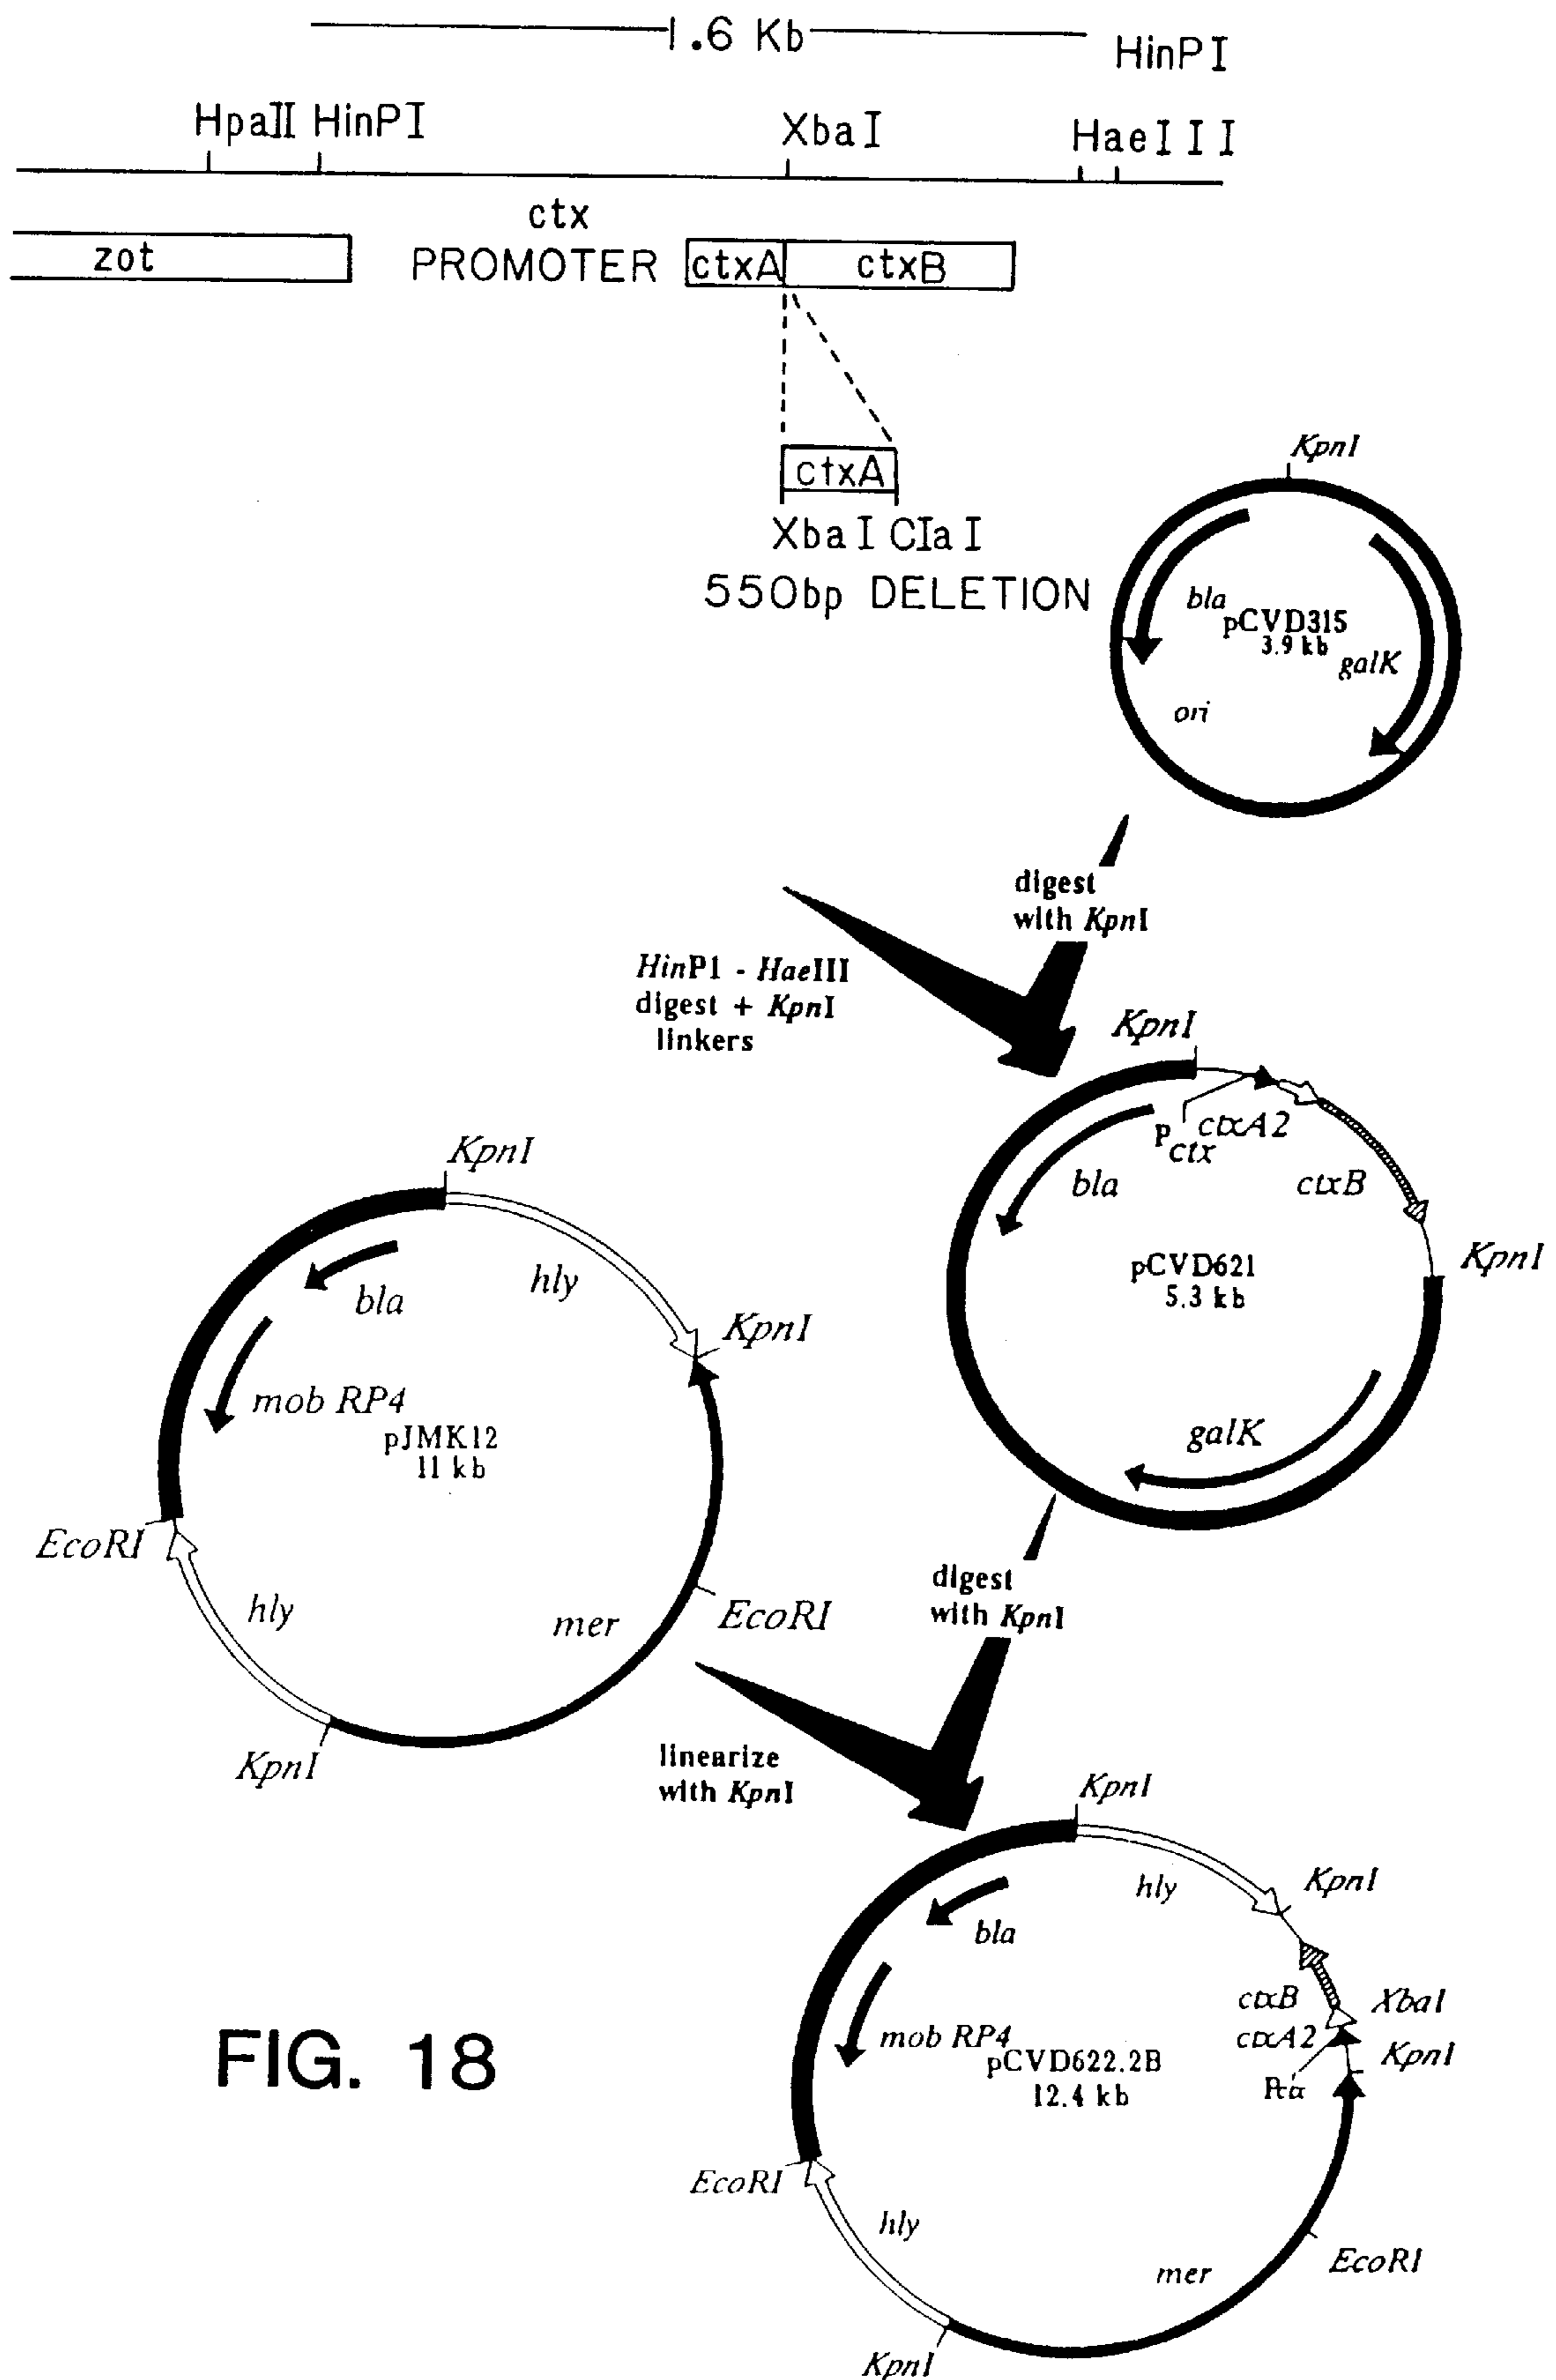 1.6 Kb
HinPI
HpaII HinPI
XbaI
HaeIII
ctx
PROMOTER
zot
ctxA
ctxB
ctxA
XbaI ClaI
550bp DELETION
KpnI
bla
pCVD315
3.9 kb
galK
ori
digest
with KpnI
HinP1 - HaeIII
digest + KpnI
linkers
KpnI
Pctx
ctxA2
ctxB
bla
KpnI
pCVD621
5.3 kb
galK
KpnI
hly
bla
KpnI
mob RP4
pJMK12
11 kb
EcoRI
hly
mer
EcoRI
KpnI
digest
with KpnI
linearize
with KpnI
KpnI
hly
KpnI
bla
ctxB
XbaI
ctxA2
KpnI
mob RP4
pCVD622.2B
12.4 kb
EcoRI
hly
mer
EcoRI
KpnI
FIG. 18